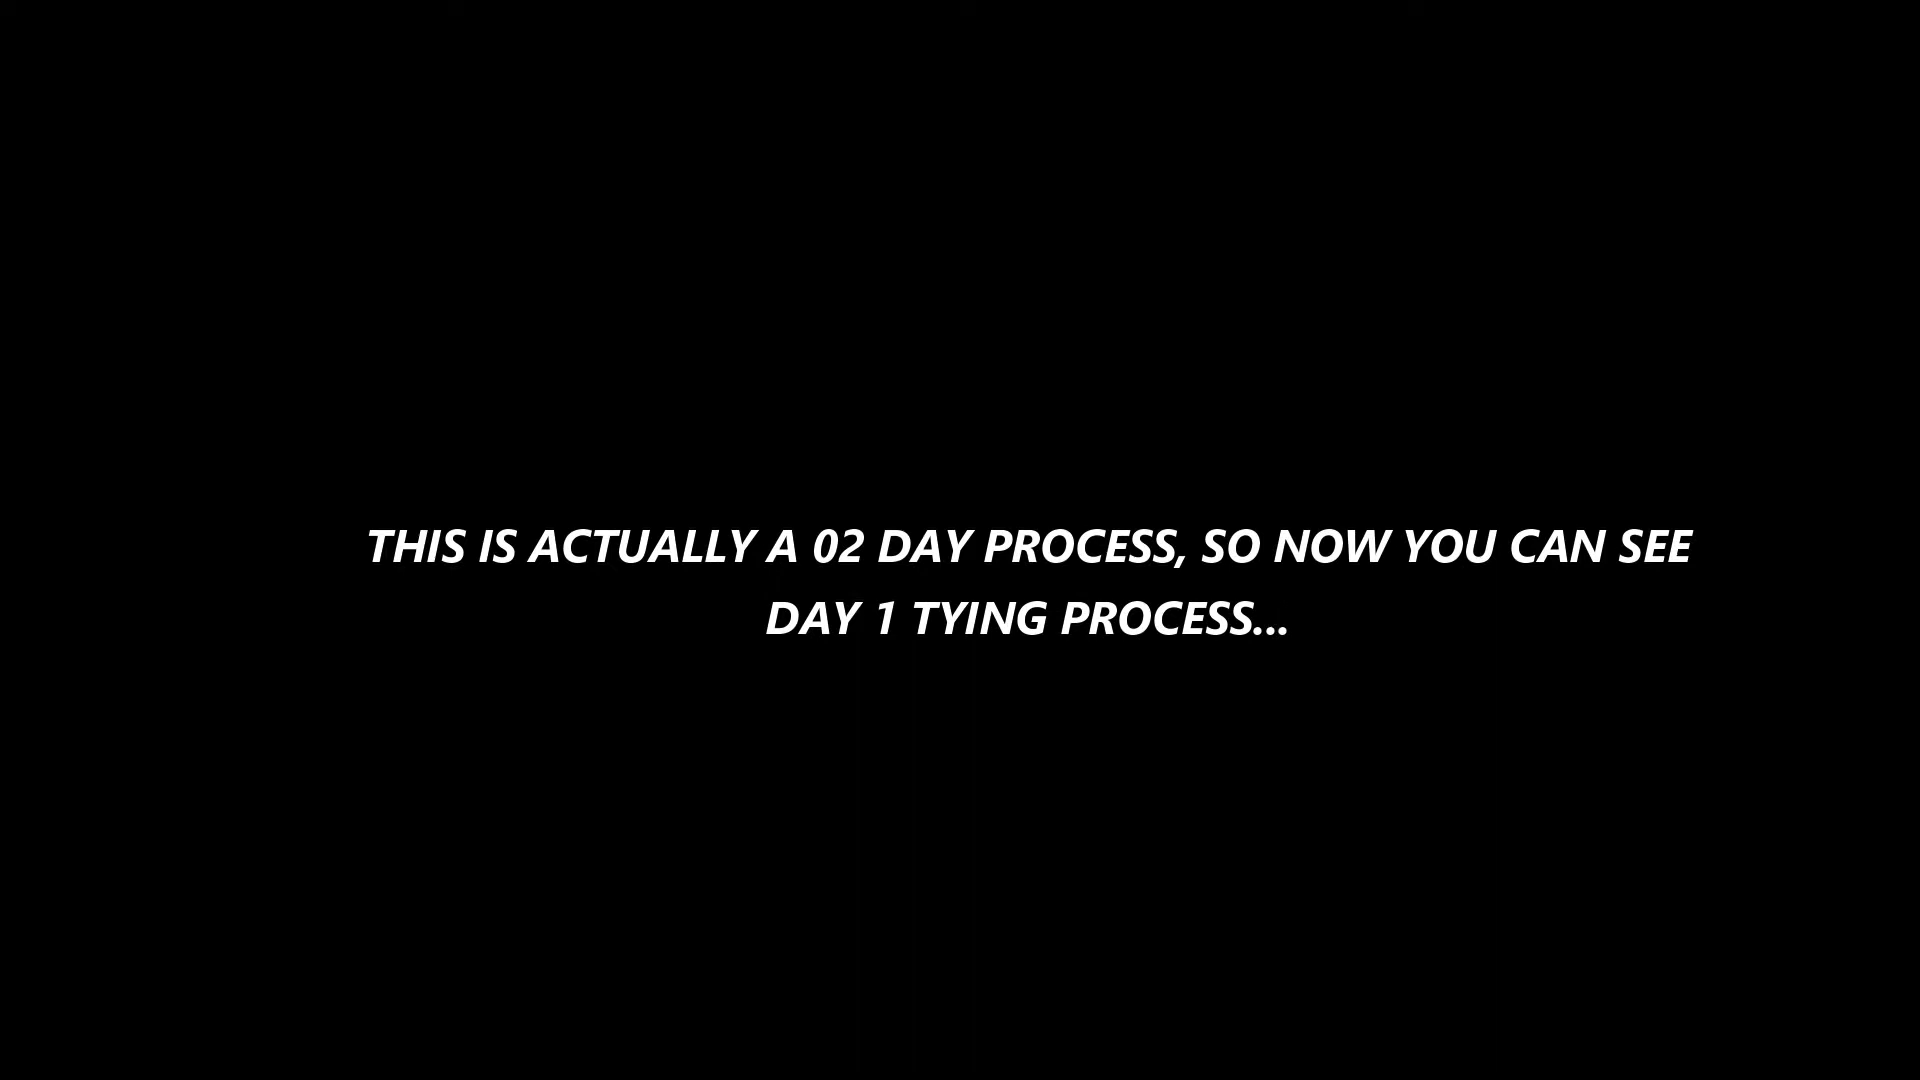 THIS IS ACTUALLY A 02 DAY PROCESS, SO NOW YOU CAN SEE
DAY 1 TYING PROCESS...